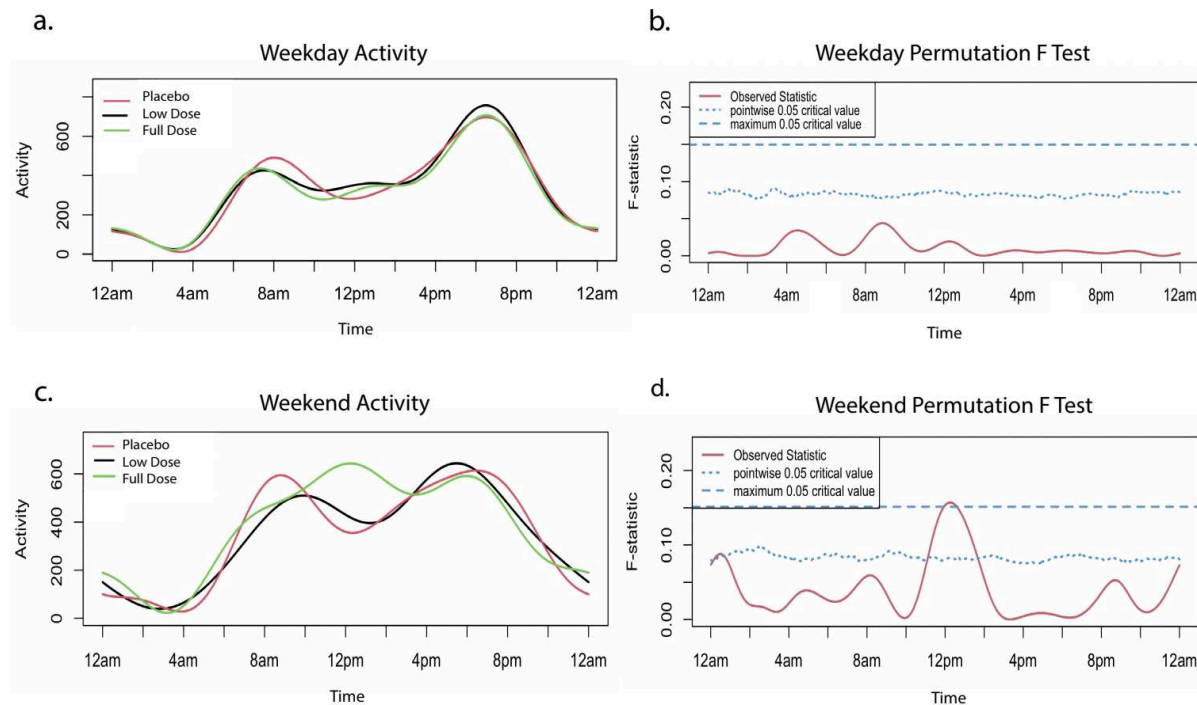 a.
Weekday Activity
Placebo
Low Dose
Full Dose
Activity
600
200
0
12am 4am 8am 12pm 4pm 8pm 12am
Time
b.
Weekday Permutation F Test
Observed Statistic
pointwise 0.05 critical value
maximum 0.05 critical value
F-statistic
0.20
0.10
0.00
12am 4am 8am 12pm 4pm 8pm 12am
Time
c.
Weekend Activity
Placebo
Low Dose
Full Dose
Activity
600
400
200
0
12am 4am 8am 12pm 4pm 8pm 12am
Time
d.
Weekend Permutation F Test
Observed Statistic
pointwise 0.05 critical value
maximum 0.05 critical value
F-statistic
0.20
0.10
0.00
12am 4am 8am 12pm 4pm 8pm 12am
Time